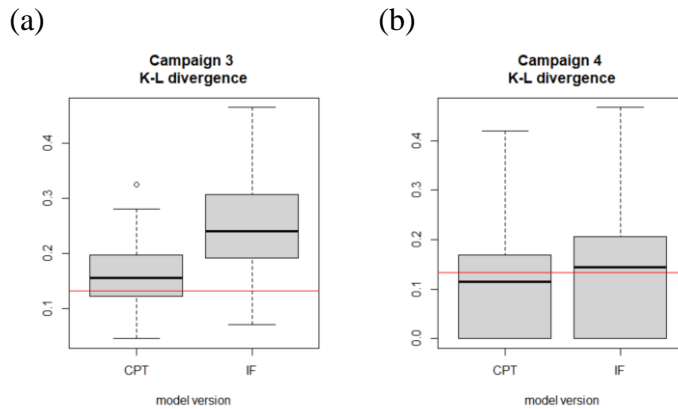 (a)
Campaign 3
K-L divergence
0.4
0.3
0.2
0.1
CPT IF
model version
(b)
Campaign 4
K-L divergence
0.4
0.3
0.2
0.1
0.0
CPT IF
model version